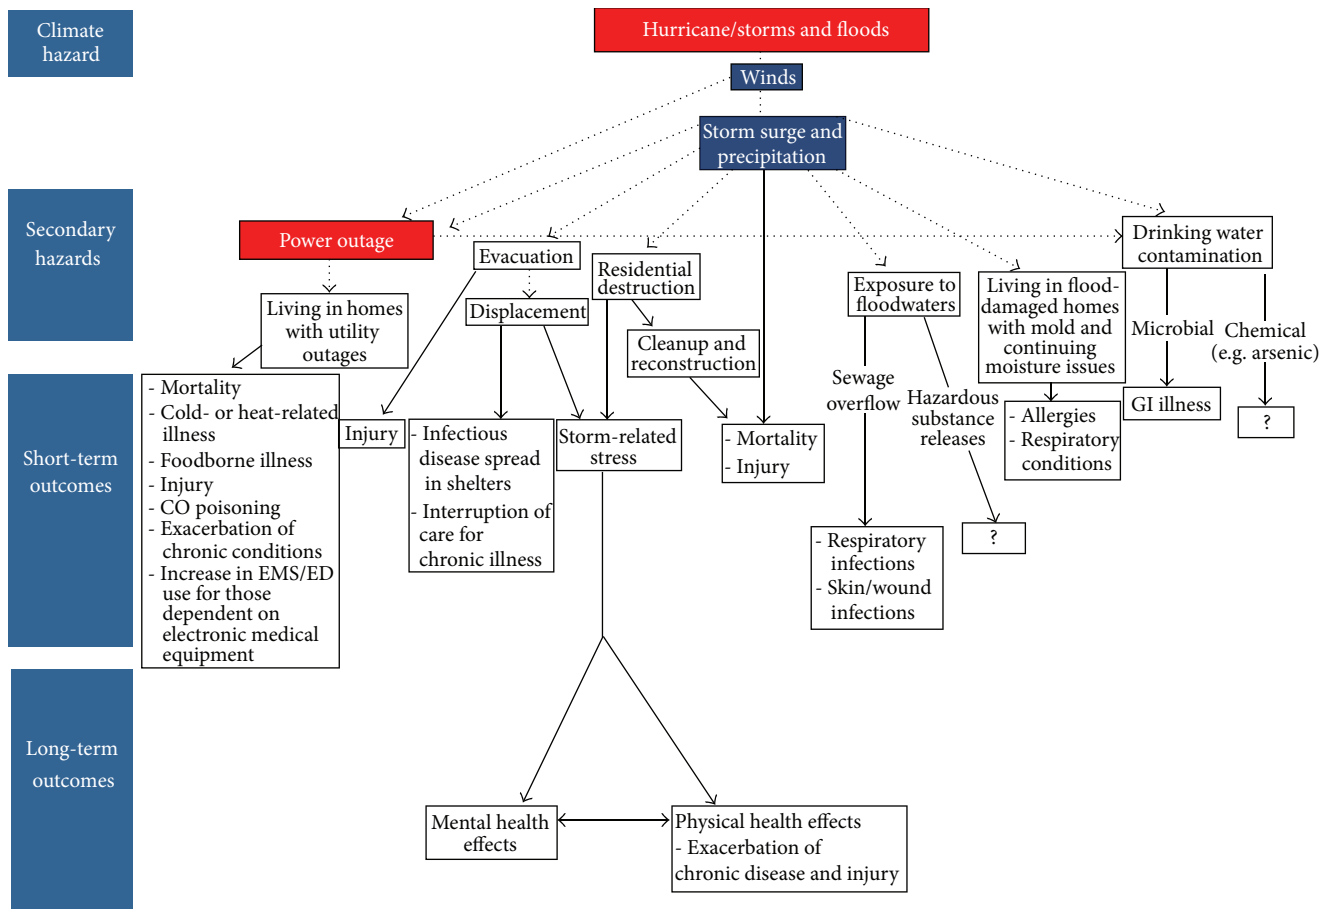 Climate
hazard
Hurricane/storms and floods
Winds
Storm surge and
precipitation
Secondary
hazards
Power outage
Evacuation
Residential
destruction
Drinking water
contamination
Living in homes
with utility
outages
Displacement
Cleanup and
reconstruction
Exposure to
floodwaters
Living in flood-
damaged homes
with mold and
continuing
moisture issues
Microbial
Chemical
(e.g. arsenic)
Sewage
overflow
Hazardous
substance
releases
Short-term
outcomes
- Mortality
- Cold- or heat-related
illness
- Foodborne illness
- Injury
- CO poisoning
- Exacerbation of
chronic conditions
- Increase in EMS/ED
use for those
dependent on
electronic medical
equipment
Injury
- Infectious
disease spread
in shelters
- Interruption of
care for
chronic illness
Storm-related
stress
- Mortality
- Injury
- Respiratory
infections
- Skin/wound
infections
?
- Allergies
- Respiratory
conditions
GI illness
?
Long-term
outcomes
Mental health
effects
Physical health effects
- Exacerbation of
chronic disease and injury